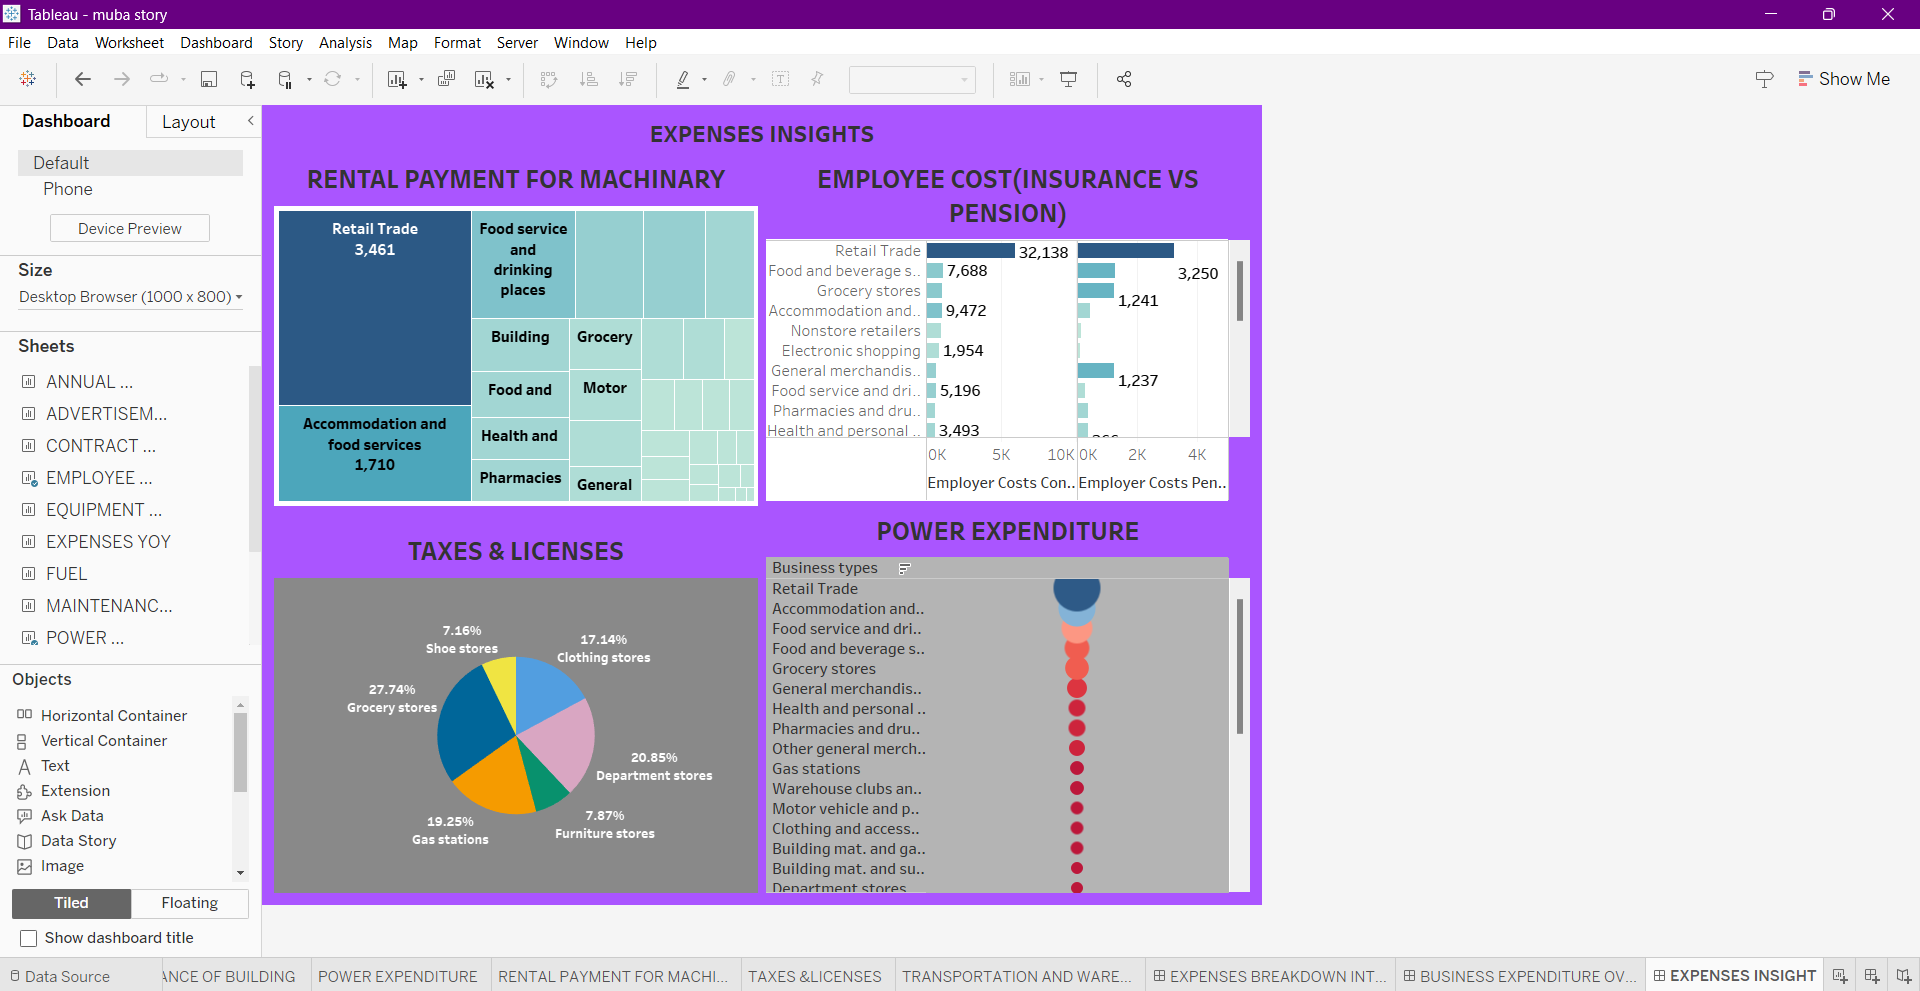 Tableau - muba story
File Data Worksheet Dashboard Story Analysis Map Format Server Window Help
Show Me
Dashboard Layout
Default
Phone
Device Preview
Size
Desktop Browser (1000 x 800)
Sheets
ANNUAL ...
ADVERTISEM...
CONTRACT ...
EMPLOYEE ...
EQUIPMENT ...
EXPENSES YOY
FUEL
MAINTENANC...
POWER ...
Objects
Horizontal Container
Vertical Container
Text
Extension
Ask Data
Data Story
Image
Tiled Floating
Show dashboard title
EXPENSES INSIGHTS
RENTAL PAYMENT FOR MACHINARY
Retail Trade
3,461
Accommodation and
food services
1,710
Food service
and
drinking
places
Building
Food and
Health and
Pharmacies
Grocery
Motor
General
EMPLOYEE COST(INSURANCE VS
PENSION)
Retail Trade 32,138
Food and beverage s.. 7,688 3,250
Grocery stores 1,241
Accommodation and.. 9,472
Nonstore retailers
Electronic shopping 1,954
General merchandis.. 1,237
Food service and dri.. 5,196
Pharmacies and dru..
Health and personal .. 3,493
0K 5K 10K 0K 2K 4K
Employer Costs Con.. Employer Costs Pen..
TAXES & LICENSES
7.16%
Shoe stores
17.14%
Clothing stores
27.74%
Grocery stores
20.85%
Department stores
19.25%
Gas stations
7.87%
Furniture stores
POWER EXPENDITURE
Business types
Retail Trade
Accommodation and..
Food service and dri..
Food and beverage s..
Grocery stores
General merchandis..
Health and personal ..
Pharmacies and dru..
Other general merch..
Gas stations
Warehouse clubs an..
Motor vehicle and p..
Clothing and access..
Building mat. and ga..
Building mat. and su..
Department stores
Data Source ANCE OF BUILDING POWER EXPENDITURE RENTAL PAYMENT FOR MACHI... TAXES &LICENSES TRANSPORTATION AND WARE... EXPENSES BREAKDOWN INT... BUSINESS EXPENDITURE OV... EXPENSES INSIGHT